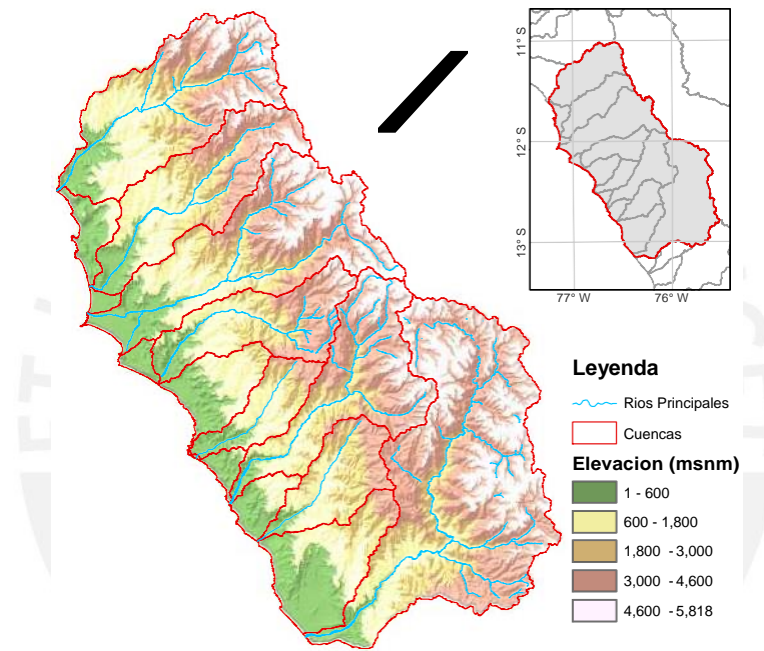 11° S
12° S
13° S
77° W 76° W
Leyenda
Rios Principales
Cuencas
Elevacion (msnm)
1 - 600
600 - 1,800
1,800 - 3,000
3,000 - 4,600
4,600 - 5,818